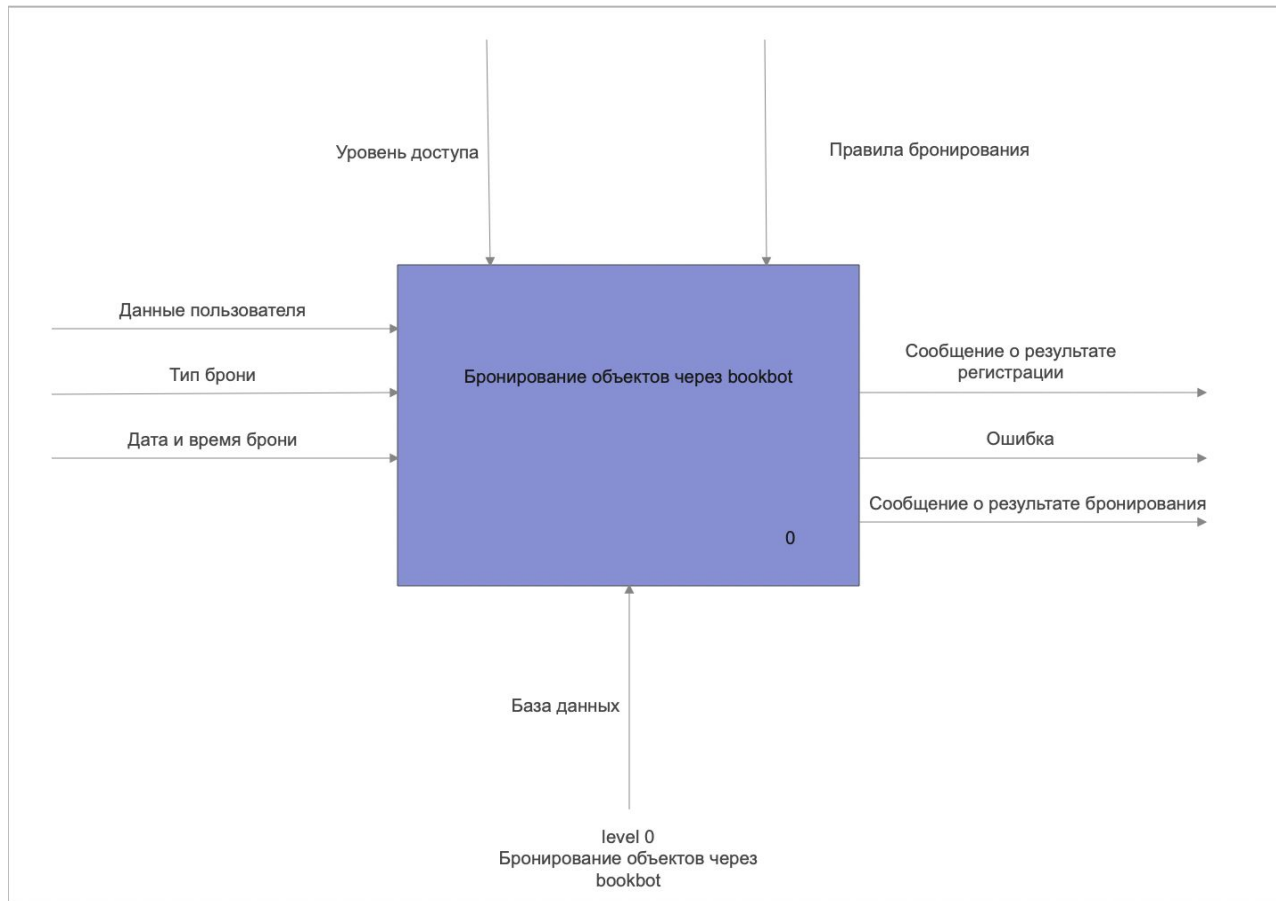 Уровень доступа
Правила бронирования
Данные пользователя
Тип брони
Дата и время брони
Бронирование объектов через bookbot
0
Сообщение о результате
регистрации
Ошибка
Сообщение о результате бронирования
База данных
level 0
Бронирование объектов через
bookbot